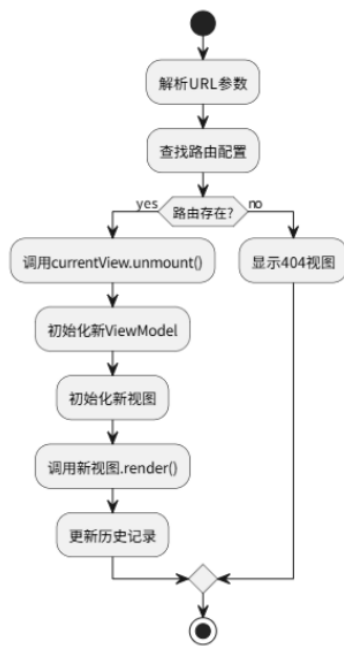 解析URL参数
查找路由配置
yes
路由存在?
no
调用currentView.unmount()
显示404视图
初始化新ViewModel
初始化新视图
调用新视图.render()
更新历史记录